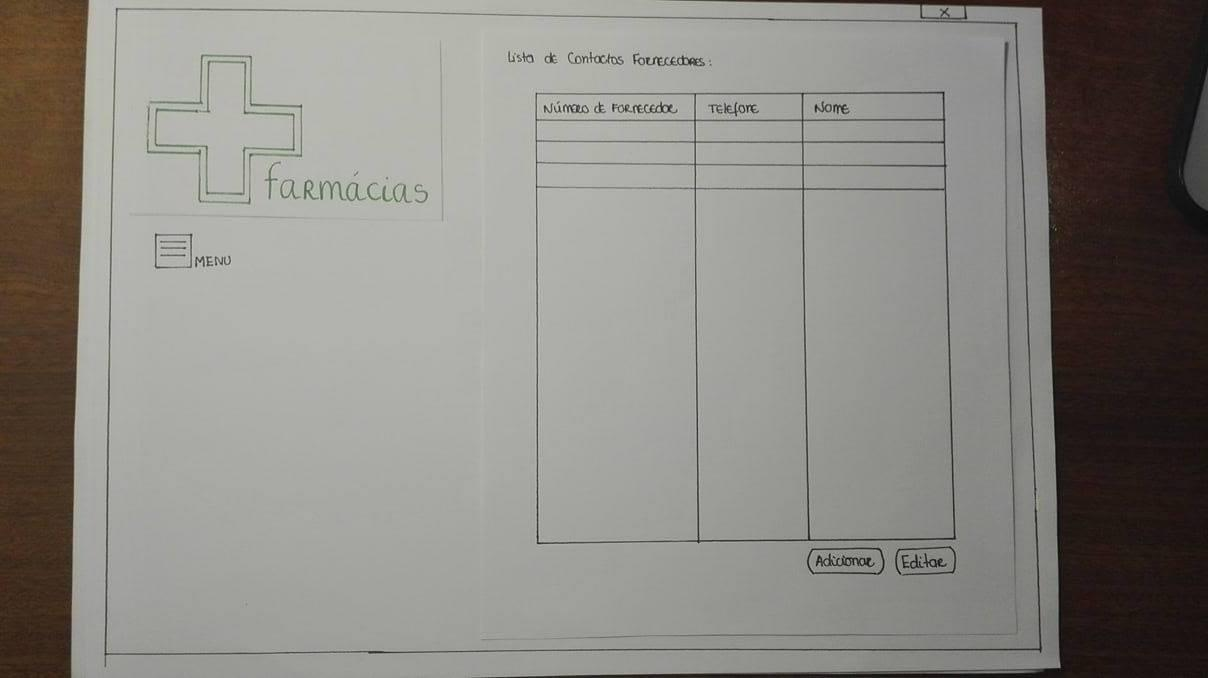 X
farmácias
MENU
Lista de Contactos Fornecedores:
Número de Fornecedor Telefone Nome
Adicionar Editar